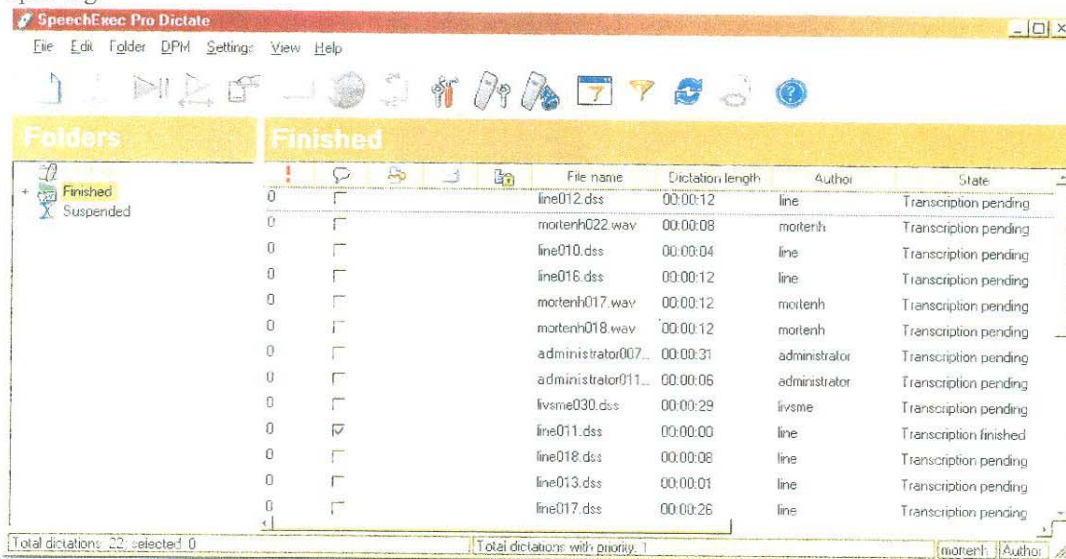 SpeechExec Pro Dictate
File Edit Folder DPM Settings View Help
7
?
Folders
Finished
Finished
Suspended
! File name Dictation length Author State
0 line012.dss 00:00:12 line Transcription pending
0 mortenh022.wav 00:00:08 mortenh Transcription pending
0 line010.dss 00:00:04 line Transcription pending
0 line016.dss 00:00:12 line Transcription pending
0 mortenh017.wav 00:00:12 mortenh Transcription pending
0 mortenh018.wav 00:00:12 mortenh Transcription pending
0 administrator007... 00:00:31 administrator Transcription pending
0 administrator011... 00:00:06 administrator Transcription pending
0 livsme030.dss 00:00:29 livsme Transcription pending
0 line011.dss 00:00:00 line Transcription finished
0 line018.dss 00:00:08 line Transcription pending
0 line013.dss 00:00:01 line Transcription pending
0 line017.dss 00:00:26 line Transcription pending
Total dictations: 22; selected: 0 Total dictations with priority: 1 mortenh Author